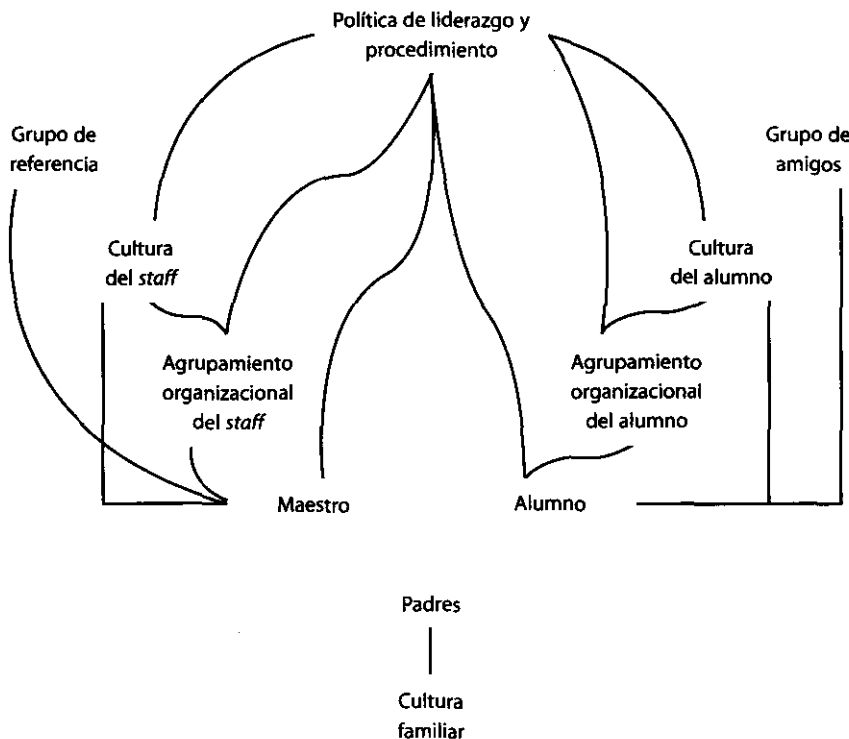 Política de liderazgo y
procedimiento
Grupo de
referencia
Grupo de
amigos
Cultura
del staff
Cultura
del alumno
Agrupamiento
organizacional
del staff
Agrupamiento
organizacional
del alumno
Maestro
Alumno
Padres
Cultura
familiar